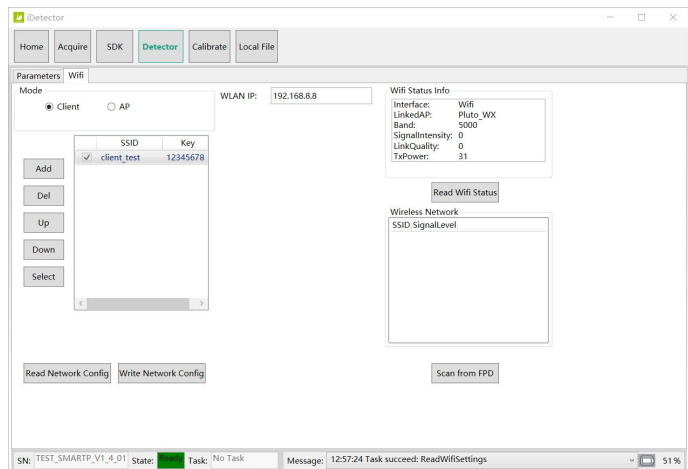 iDetector
Home Acquire SDK Detector Calibrate Local File
Parameters Wifi
Mode
Client AP
WLAN IP: 192.168.8.8
SSID Key
client_test 12345678
Add
Del
Up
Down
Select
Read Network Config Write Network Config
Wifi Status Info
Interface: Wifi
LinkedAP: Pluto_WX
Band: 5000
SignalIntensity: 0
LinkQuality: 0
TxPower: 31
Read Wifi Status
Wireless Network
SSID SignalLevel
Scan from FPD
SN: TEST_SMARTP_V1_4_01 State: Ready Task: No Task Message: 12:57:24 Task succeed: ReadWifiSettings 51 %